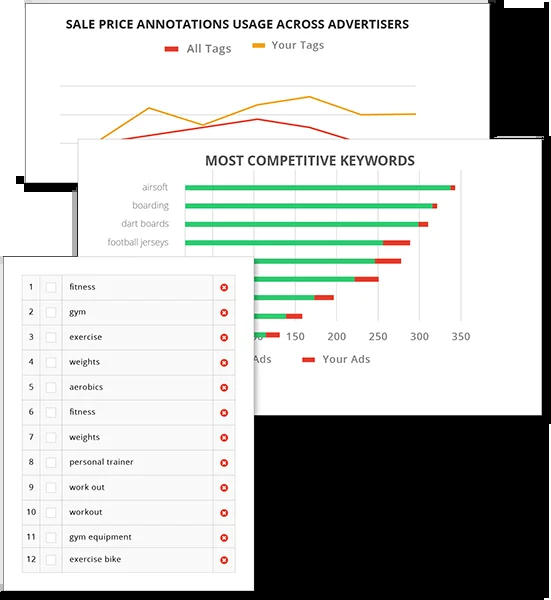 SALE PRICE ANNOTATIONS USAGE ACROSS ADVERTISERS
All Tags Your Tags
MOST COMPETITIVE KEYWORDS
airsoft
boarding
dart boards
football jerseys
150 200 250 300 350
Ads Your Ads
1 fitness
2 gym
3 exercise
4 weights
5 aerobics
6 fitness
7 weights
8 personal trainer
9 work out
10 workout
11 gym equipment
12 exercise bike